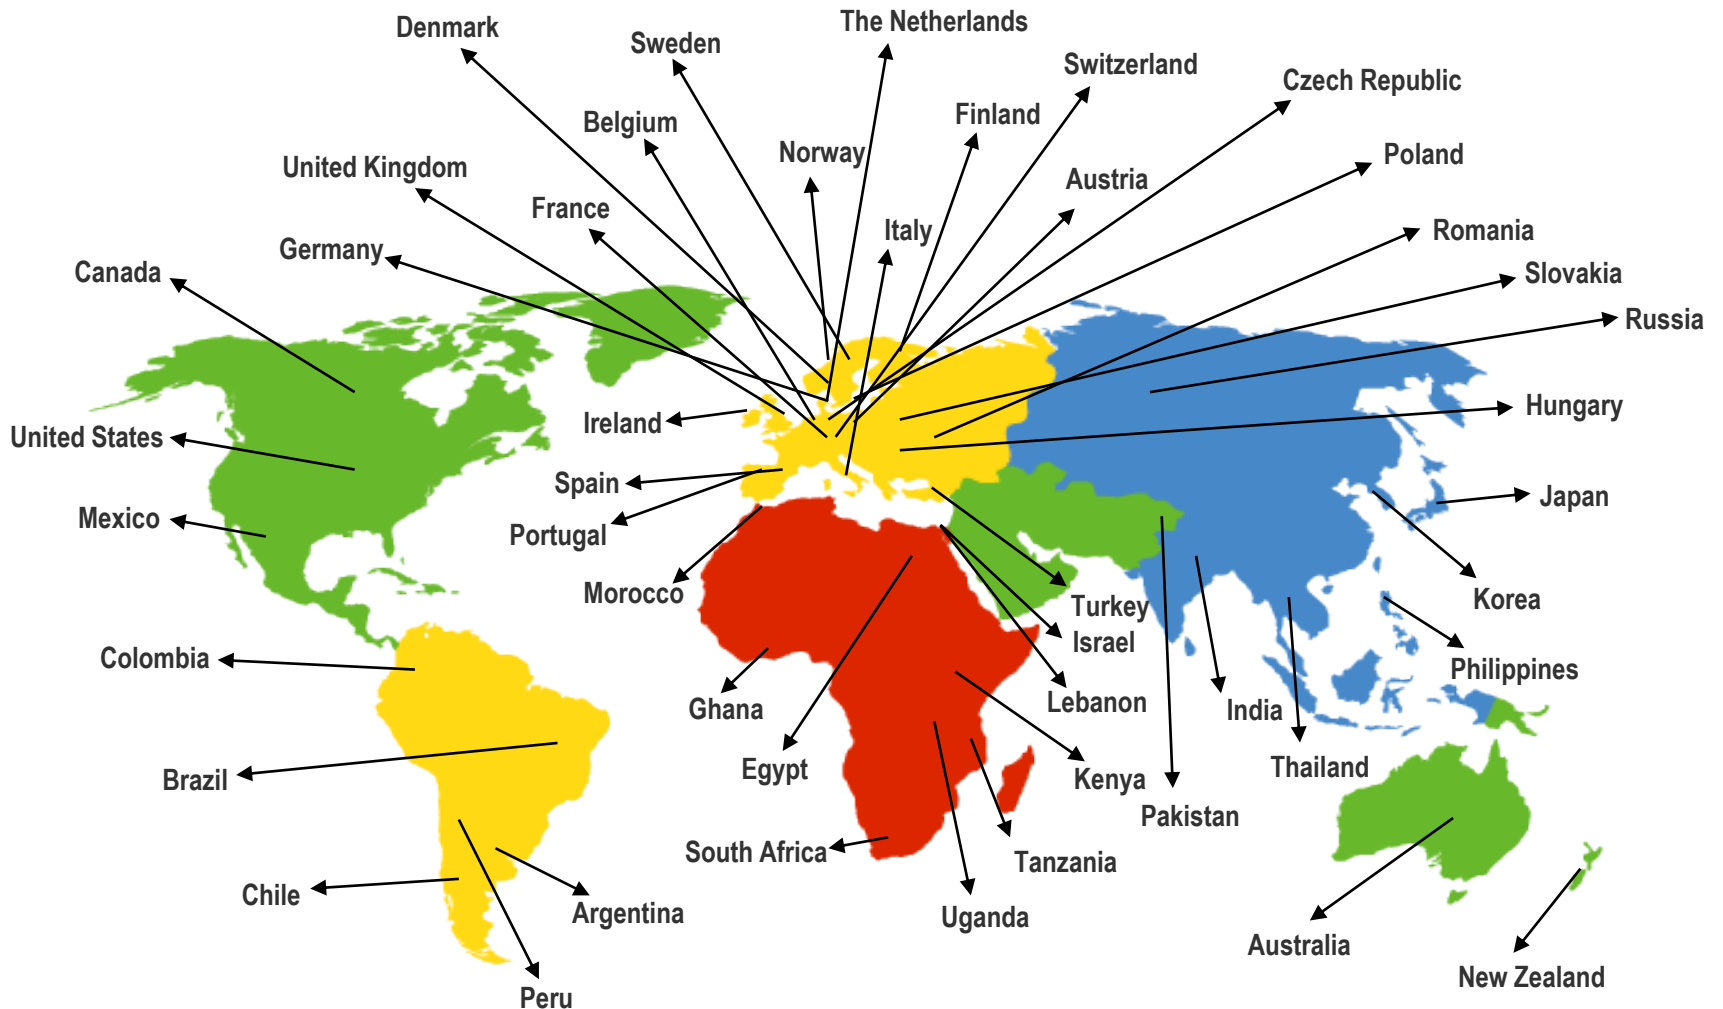 Denmark
The Netherlands
Sweden
Switzerland
Czech Republic
Finland
Belgium
Norway
Poland
United Kingdom
Austria
France
Italy
Romania
Germany
Canada
Slovakia
Russia
Ireland
Hungary
United States
Spain
Japan
Mexico
Portugal
Morocco
Turkey
Korea
Israel
Colombia
Philippines
Lebanon
Ghana
India
Egypt
Thailand
Brazil
Kenya
Pakistan
South Africa
Tanzania
Chile
Argentina
Uganda
Australia
New Zealand
Peru